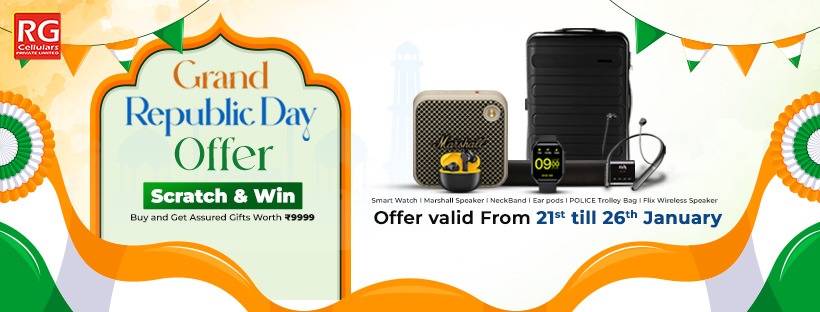 RG
Cellulars
PRIVATE LIMITED
Grand
Republic Day
Offer
Scratch & Win
Buy and Get Assured Gifts Worth ₹9999
Marshall
09:00
Smart Watch I Marshall Speaker I NeckBand I Ear pods I POLICE Trolley Bag I Flix Wireless Speaker
Offer valid From 21st till 26th January